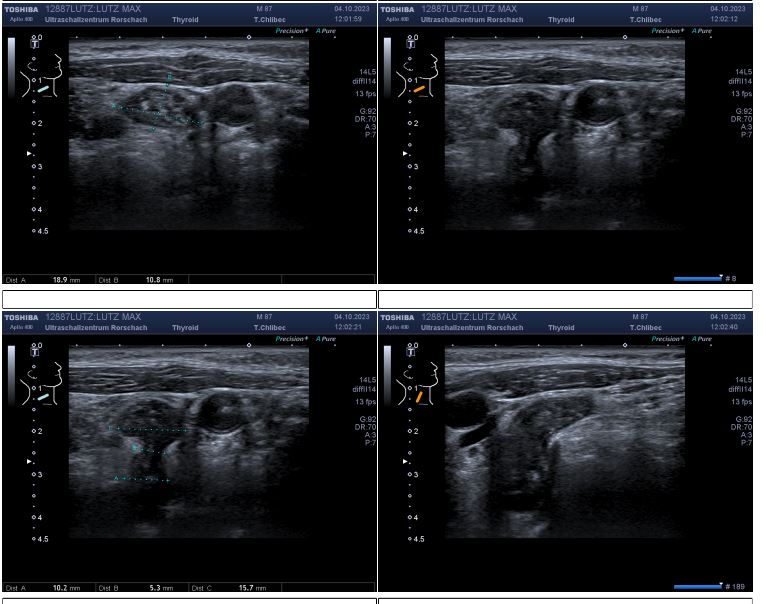 TOSHIBA 12887LUTZ:LUTZ MAX M 87 04.10.2023
Aplio 400 Ultraschalzentrum Rorschach Thyroid T.Chlibec 12:01:59
Precision+ A Pure
T
0
1
2
3
4
4.5
14L5
diffII14
13 fps
G:92
DR:70
A:3
P:7
Dist A 18.9 mm Dist B 10.8 mm
TOSHIBA 12887LUTZ:LUTZ MAX M 87 04.10.2023
Aplio 400 Ultraschalzentrum Rorschach Thyroid T.Chlibec 12:02:12
Precision+ A Pure
T
0
1
2
3
4
4.5
14L5
diffII14
13 fps
G:92
DR:70
A:3
P:7
# 8
TOSHIBA 12887LUTZ:LUTZ MAX M 87 04.10.2023
Aplio 400 Ultraschalzentrum Rorschach Thyroid T.Chlibec 12:02:21
Precision+ A Pure
T
0
1
2
3
4
4.5
14L5
diffII14
13 fps
G:92
DR:70
A:3
P:7
Dist A 10.2 mm Dist B 5.3 mm Dist C 15.7 mm
TOSHIBA 12887LUTZ:LUTZ MAX M 87 04.10.2023
Aplio 400 Ultraschalzentrum Rorschach Thyroid T.Chlibec 12:02:40
Precision+ A Pure
T
0
1
2
3
4
4.5
14L5
diffII14
13 fps
G:92
DR:70
A:3
P:7
# 189